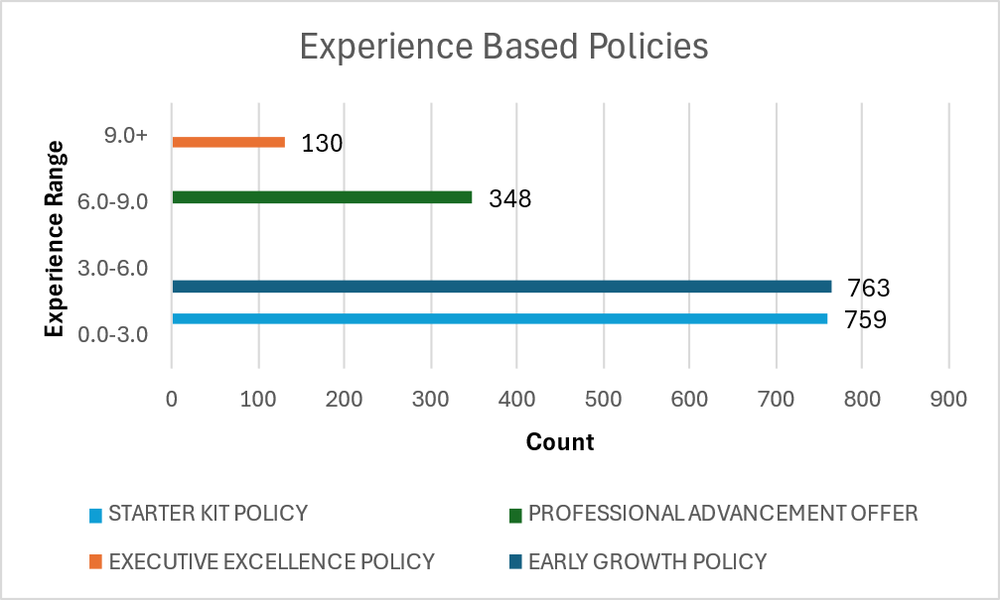 Experience Based Policies
Experience Range
9.0+
130
6.0-9.0
348
3.0-6.0
763
0.0-3.0
759
0 100 200 300 400 500 600 700 800 900
Count
STARTER KIT POLICY
PROFESSIONAL ADVANCEMENT OFFER
EXECUTIVE EXCELLENCE POLICY
EARLY GROWTH POLICY